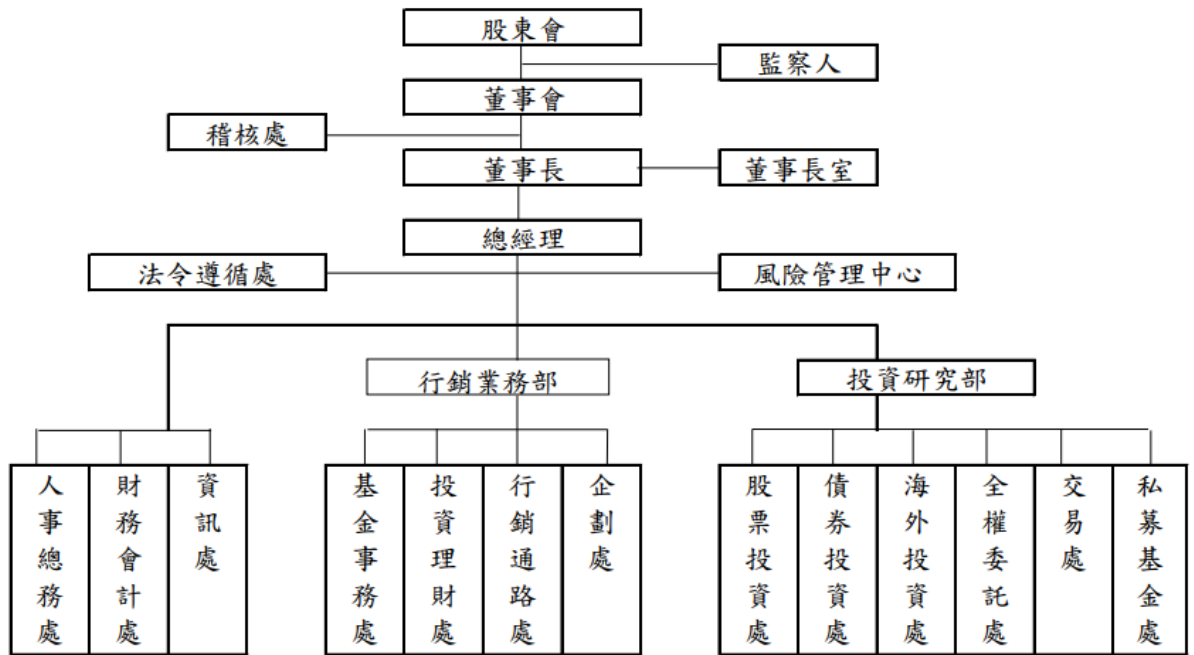 股東會
監察人
董事會
稽核處
董事長
董事長室
總經理
法令遵循處
風險管理中心
行銷業務部
投資研究部
人事總務處
財務會計處
資訊處
基金事務處
投資理財處
行銷通路處
企劃處
股票投資處
債券投資處
海外投資處
全權委託處
交易處
私募基金處